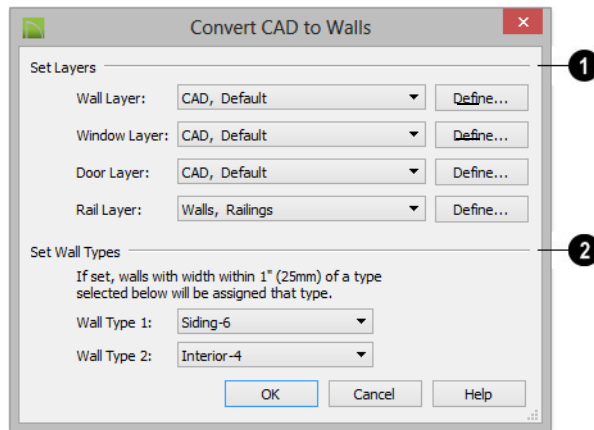 Convert CAD to Walls
Set Layers
1
Wall Layer: CAD, Default Define...
Window Layer: CAD, Default Define...
Door Layer: CAD, Default Define...
Rail Layer: Walls, Railings Define...
2
Set Wall Types
If set, walls with width within 1" (25mm) of a type
selected below will be assigned that type.
Wall Type 1: Siding-6
Wall Type 2: Interior-4
OK Cancel Help